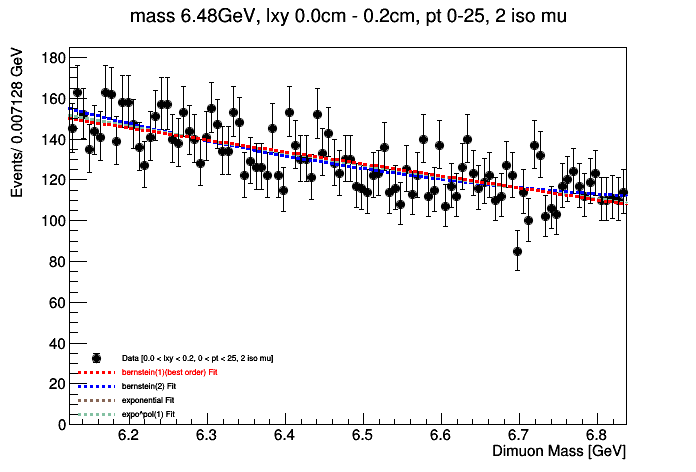 mass 6.48GeV, lxy 0.0cm - 0.2cm, pt 0-25, 2 iso mu
Events/ 0.007128 GeV
180
160
140
120
100
80
60
40
20
0
Data [0.0 < lxy < 0.2, 0 < pt < 25, 2 iso mu]
bernstein(1)(best order) Fit
bernstein(2) Fit
exponential Fit
expo*pol(1) Fit
6.2 6.3 6.4 6.5 6.6 6.7 6.8
Dimuon Mass [GeV]